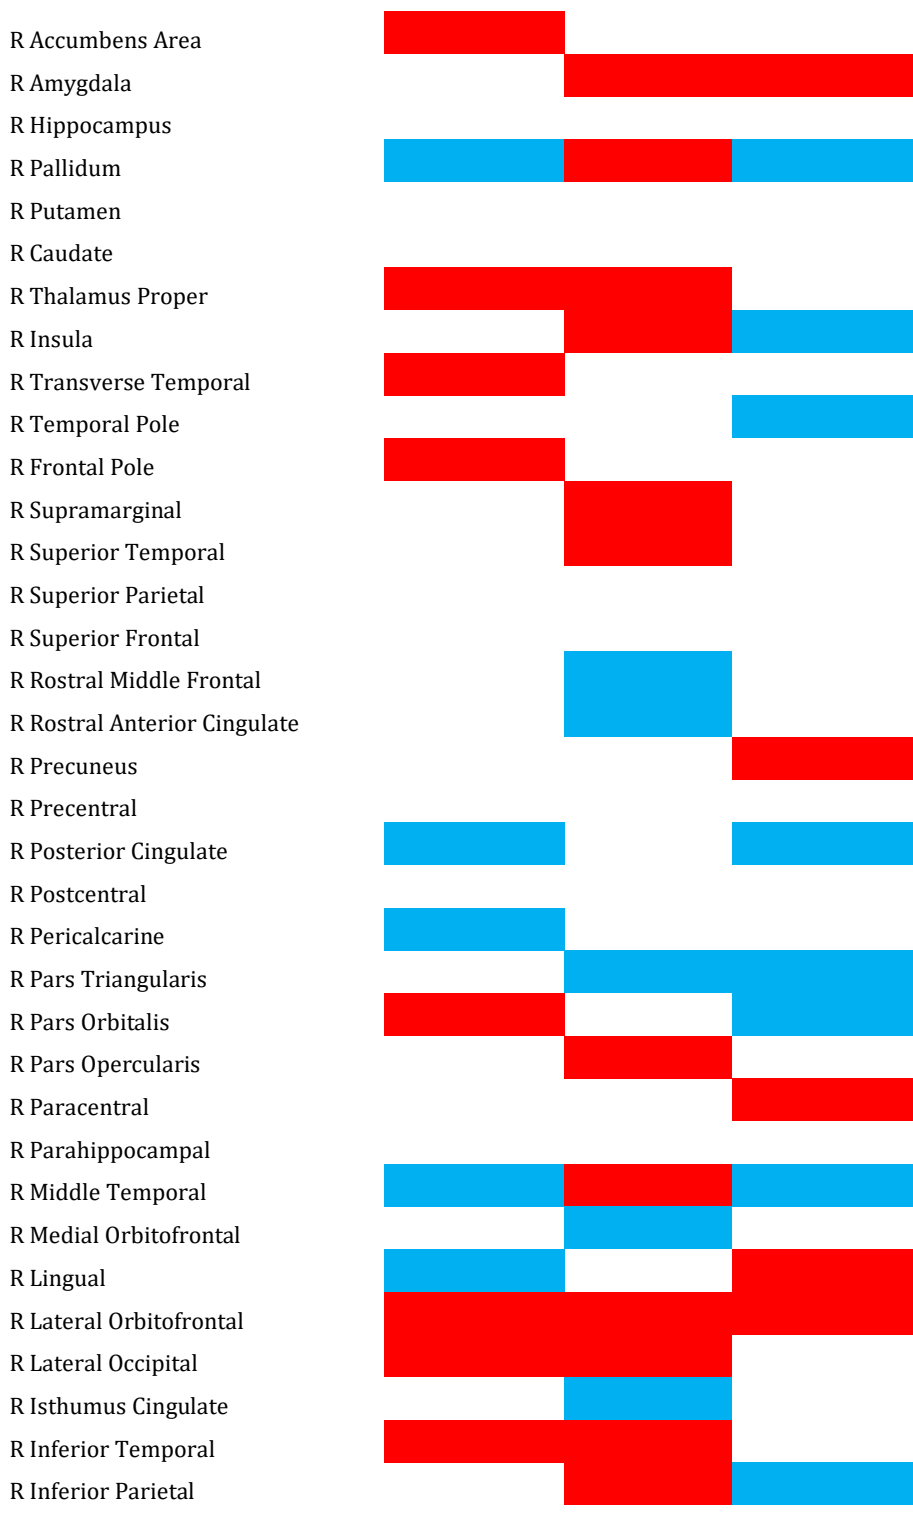 R Accumbens Area
R Amygdala
R Hippocampus
R Pallidum
R Putamen
R Caudate
R Thalamus Proper
R Insula
R Transverse Temporal
R Temporal Pole
R Frontal Pole
R Supramarginal
R Superior Temporal
R Superior Parietal
R Superior Frontal
R Rostral Middle Frontal
R Rostral Anterior Cingulate
R Precuneus
R Precentral
R Posterior Cingulate
R Postcentral
R Pericalcarine
R Pars Triangularis
R Pars Orbitalis
R Pars Opercularis
R Paracentral
R Parahippocampal
R Middle Temporal
R Medial Orbitofrontal
R Lingual
R Lateral Orbitofrontal
R Lateral Occipital
R Isthumus Cingulate
R Inferior Temporal
R Inferior Parietal